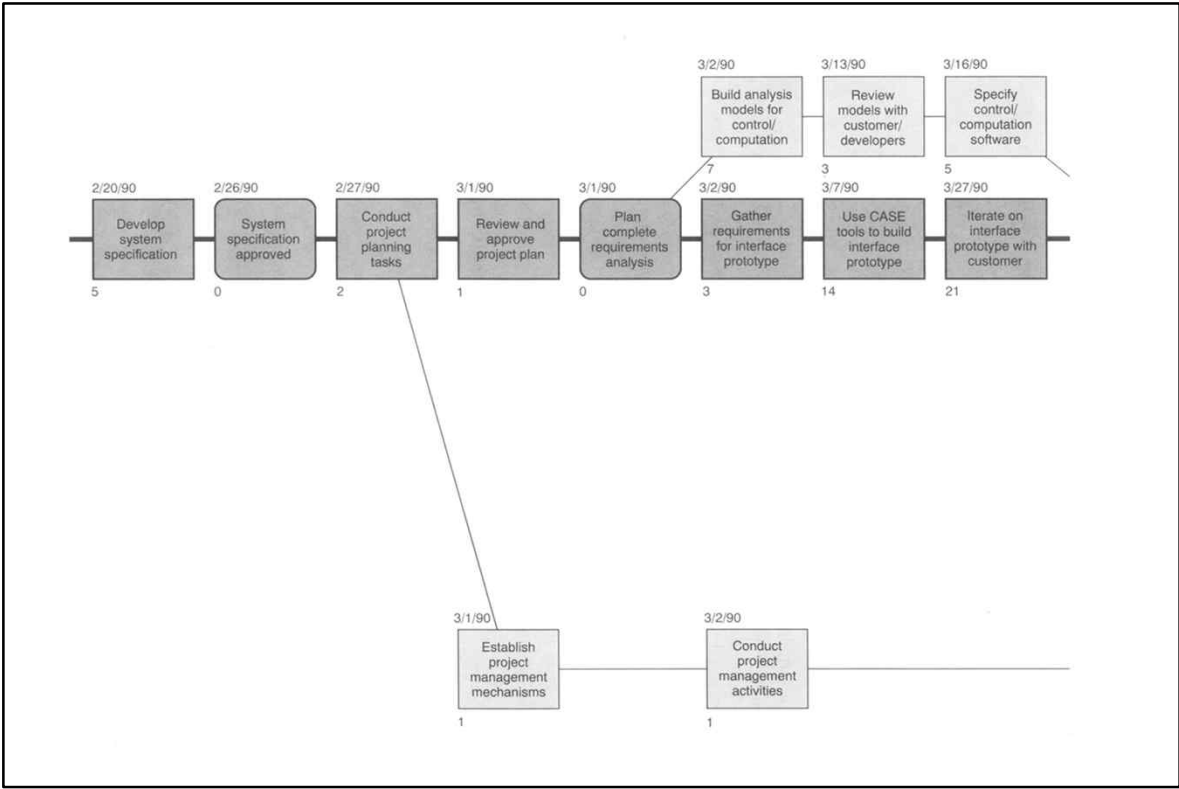 3/2/90
Build analysis
models for
control/
computation
7
3/13/90
Review
models with
customer/
developers
3
3/16/90
Specify
control/
computation
software
5
2/20/90
Develop
system
specification
5
2/26/90
System
specification
approved
0
2/27/90
Conduct
project
planning
tasks
2
3/1/90
Review and
approve
project plan
1
3/1/90
Plan
complete
requirements
analysis
0
3/2/90
Gather
requirements
for interface
prototype
3
3/7/90
Use CASE
tools to build
interface
prototype
14
3/27/90
Iterate on
interface
prototype with
customer
21
3/1/90
Establish
project
management
mechanisms
1
3/2/90
Conduct
project
management
activities
1